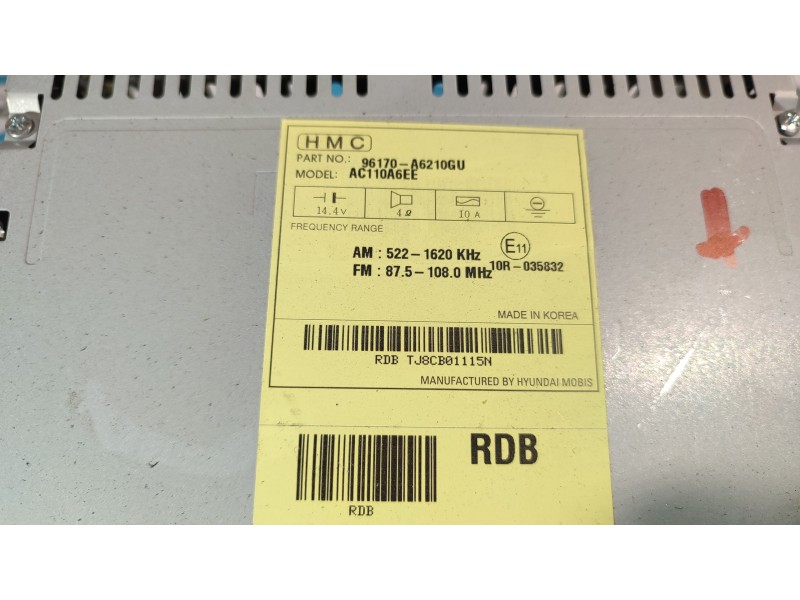 HMC
PART NO.: 96170-A6210GU
MODEL: AC110A6EE
14.4V 4Ω 10A
FREQUENCY RANGE
AM : 522-1620 KHz E11
FM : 87.5-108.0 MHz 10R-035832
MADE IN KOREA
RDB TJ8CB01115N
MANUFACTURED BY HYUNDAI MOBIS
RDB
RDB